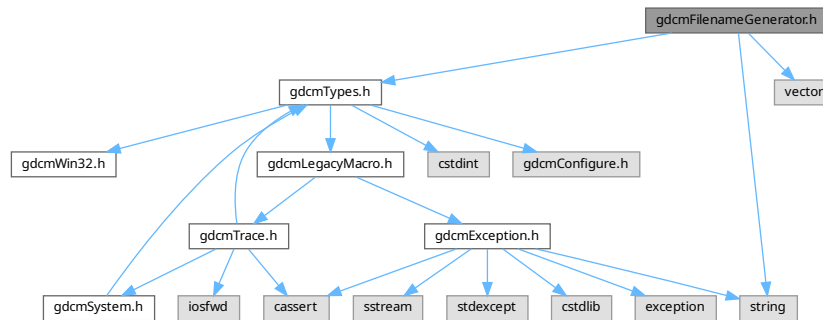 gdcmFilenameGenerator.h
gdcmTypes.h
vector
gdcmWin32.h
gdcmLegacyMacro.h
cstdint
gdcmConfigure.h
gdcmTrace.h
gdcmException.h
gdcmSystem.h
iosfwd
cassert
sstream
stdexcept
cstdlib
exception
string